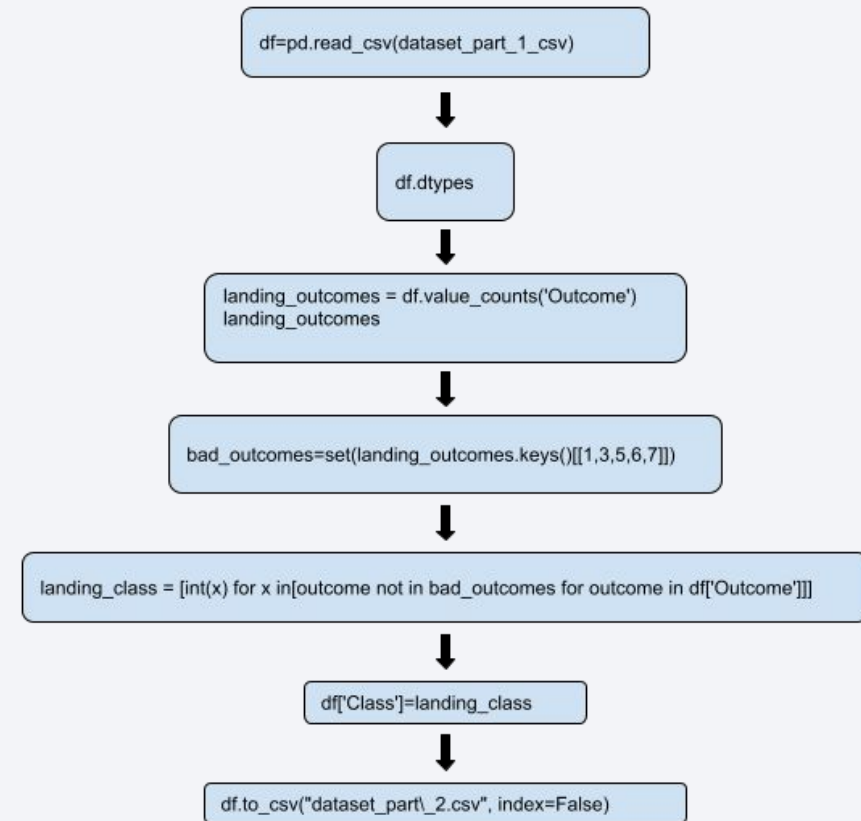 df=pd.read_csv(dataset_part_1_csv)
df.dtypes
landing_outcomes = df.value_counts('Outcome')
landing_outcomes
bad_outcomes=set(landing_outcomes.keys()[[1,3,5,6,7]])
landing_class = [int(x) for x in[outcome not in bad_outcomes for outcome in df['Outcome']]]
df['Class']=landing_class
df.to_csv("dataset_part\_2.csv", index=False)